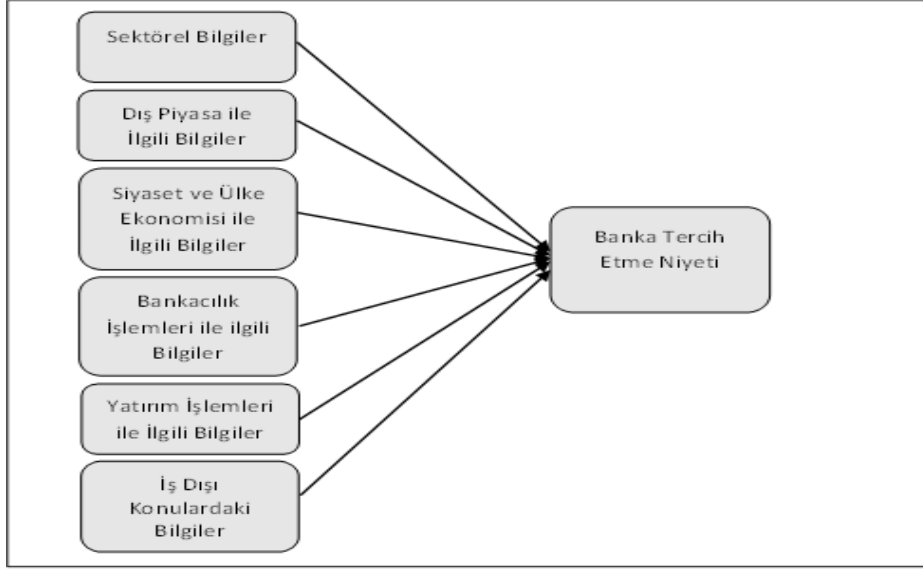 Sektörel Bilgiler
Dış Piyasa ile
İlgili Bilgiler
Siyaset ve Ülke
Ekonomisi ile
İlgili Bilgiler
Bankacılık
İşlemleri ile ilgili
Bilgiler
Yatırım İşlemleri
ile İlgili Bilgiler
İş Dışı
Konulardaki
Bilgiler
Banka Tercih
Etme Niyeti